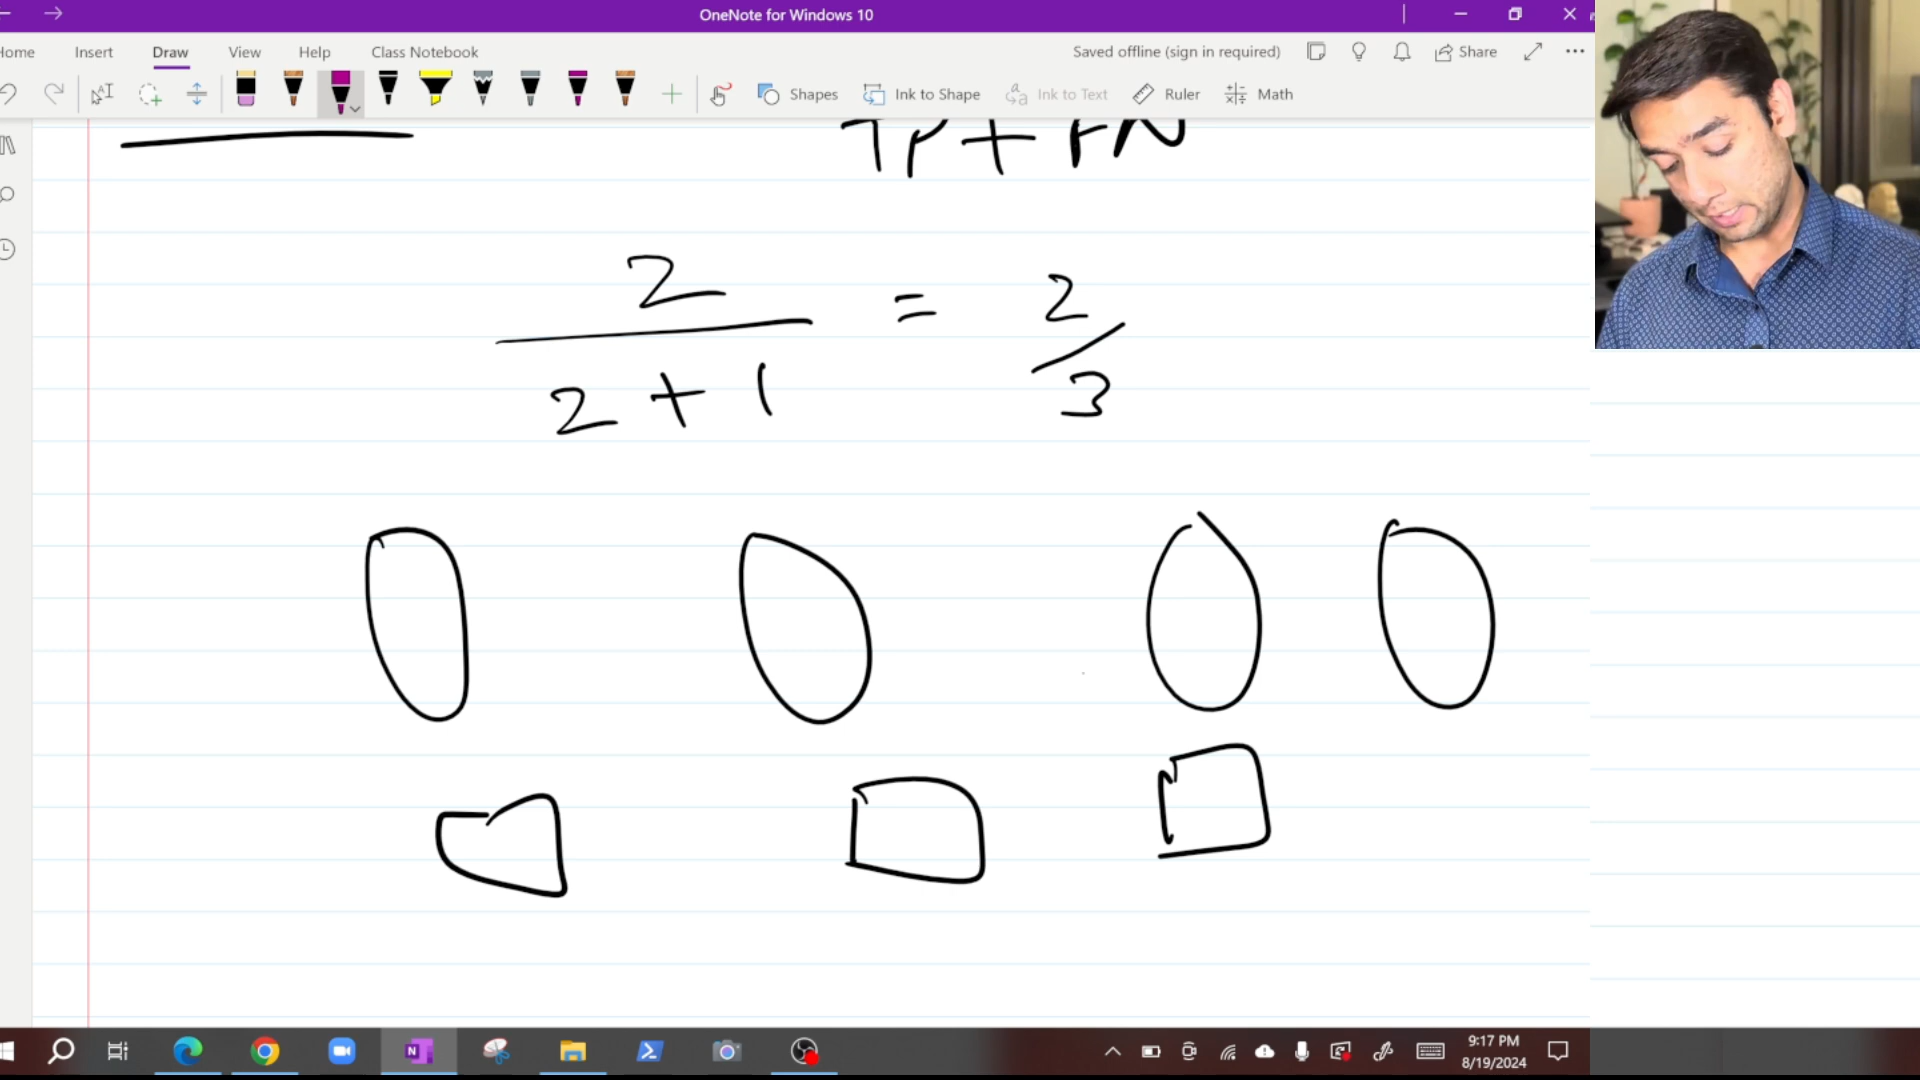 OneNote for Windows 10
Home Insert Draw View Help Class Notebook
Saved offline (sign in required) Share
Shapes Ink to Shape Ink to Text Ruler Math
TP + FN
2
2 + 1
=
2
/
3
9:17 PM
8/19/2024